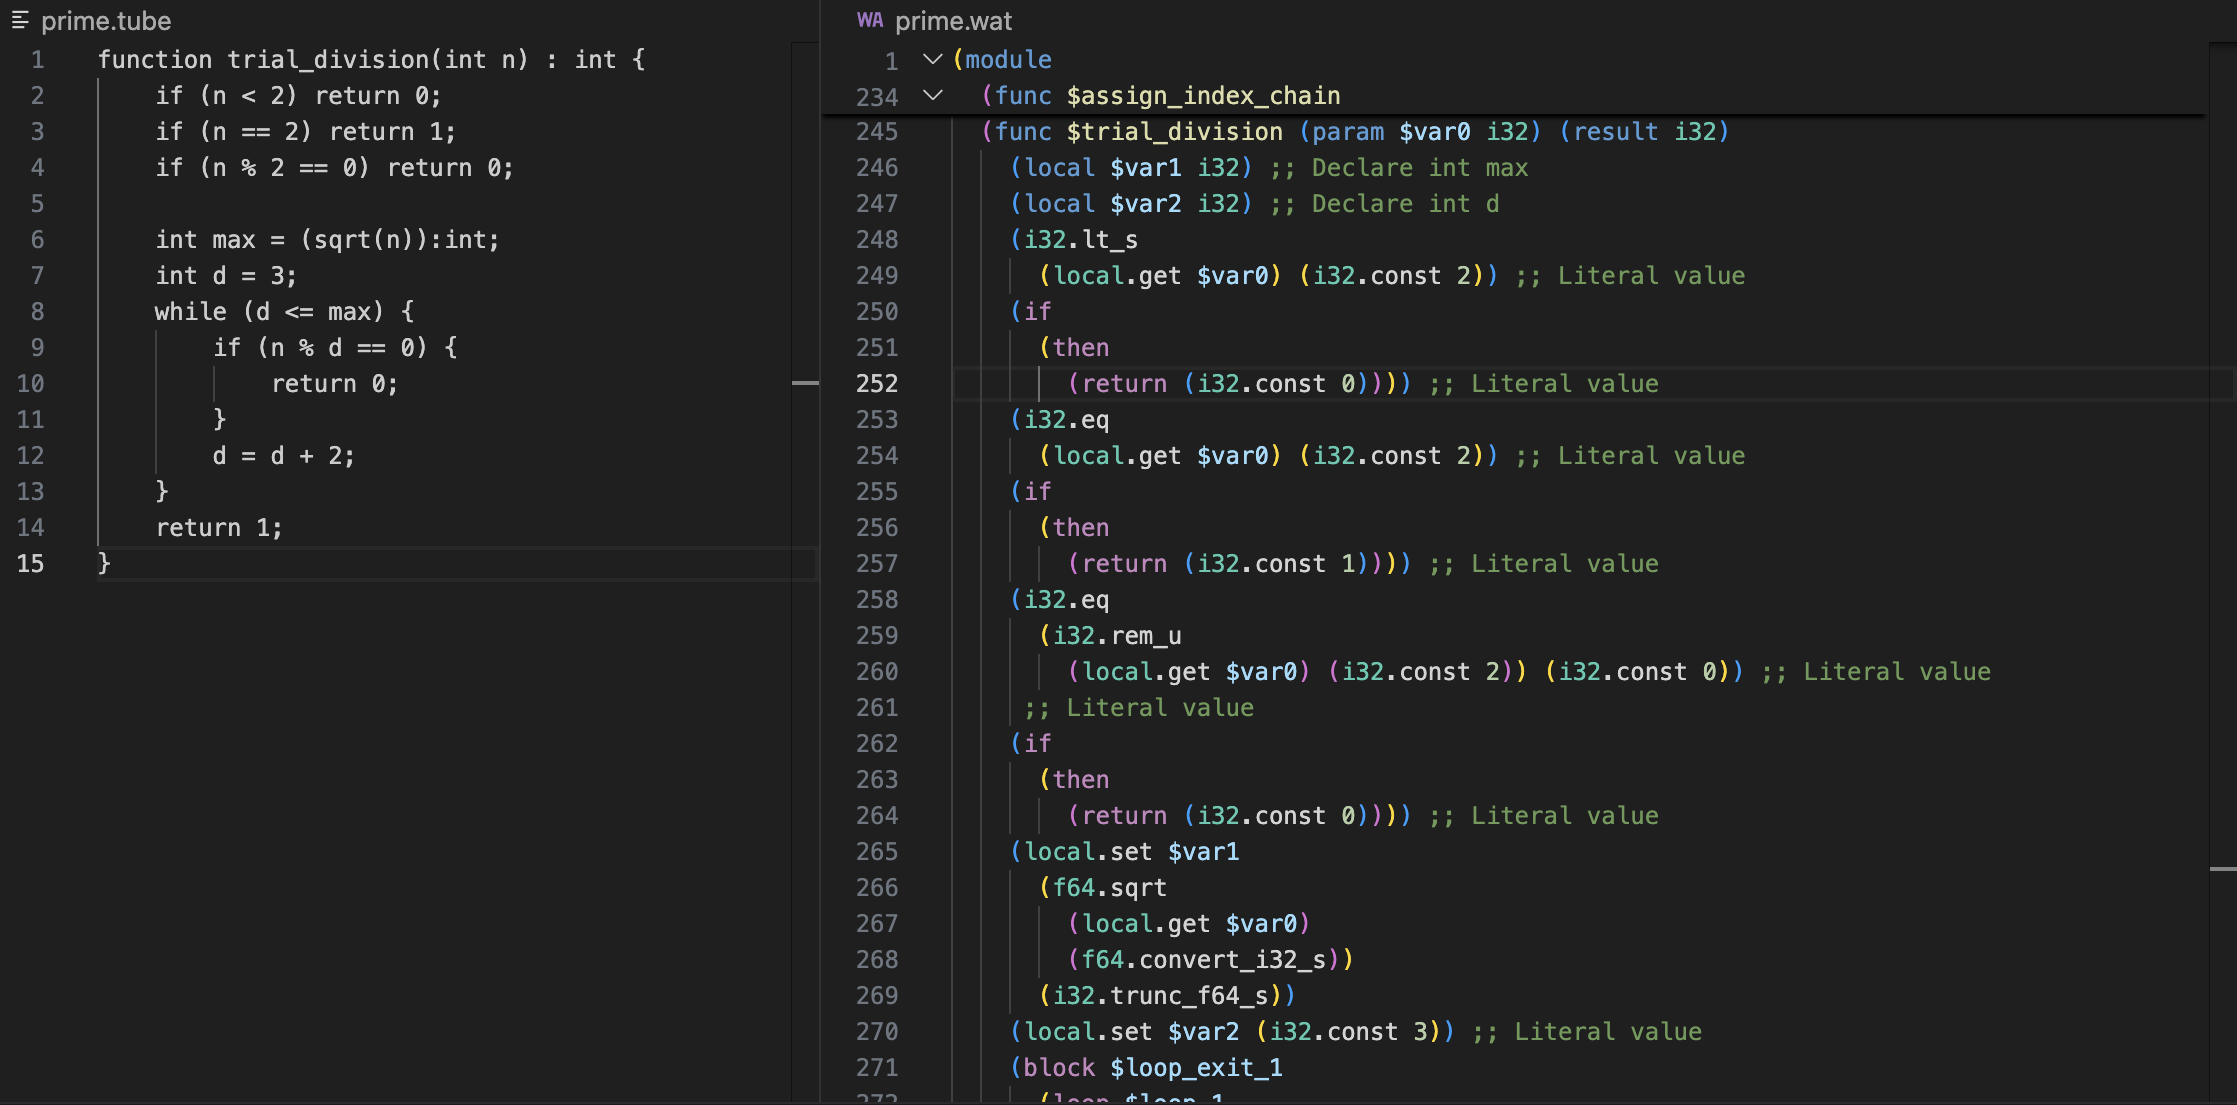 prime.tube
1 function trial_division(int n) : int {
2 if (n < 2) return 0;
3 if (n == 2) return 1;
4 if (n % 2 == 0) return 0;
5
6 int max = (sqrt(n)):int;
7 int d = 3;
8 while (d <= max) {
9 if (n % d == 0) {
10 return 0;
11 }
12 d = d + 2;
13 }
14 return 1;
15 }
WA prime.wat
1 (module
234 (func $assign_index_chain
245 (func $trial_division (param $var0 i32) (result i32)
246 (local $var1 i32) ;; Declare int max
247 (local $var2 i32) ;; Declare int d
248 (i32.lt_s
249 (local.get $var0) (i32.const 2)) ;; Literal value
250 (if
251 (then
252 (return (i32.const 0)))) ;; Literal value
253 (i32.eq
254 (local.get $var0) (i32.const 2)) ;; Literal value
255 (if
256 (then
257 (return (i32.const 1)))) ;; Literal value
258 (i32.eq
259 (i32.rem_u
260 (local.get $var0) (i32.const 2)) (i32.const 0)) ;; Literal value
261 ;; Literal value
262 (if
263 (then
264 (return (i32.const 0)))) ;; Literal value
265 (local.set $var1
266 (f64.sqrt
267 (local.get $var0)
268 (f64.convert_i32_s))
269 (i32.trunc_f64_s))
270 (local.set $var2 (i32.const 3)) ;; Literal value
271 (block $loop_exit_1
272 (loop $loop_1